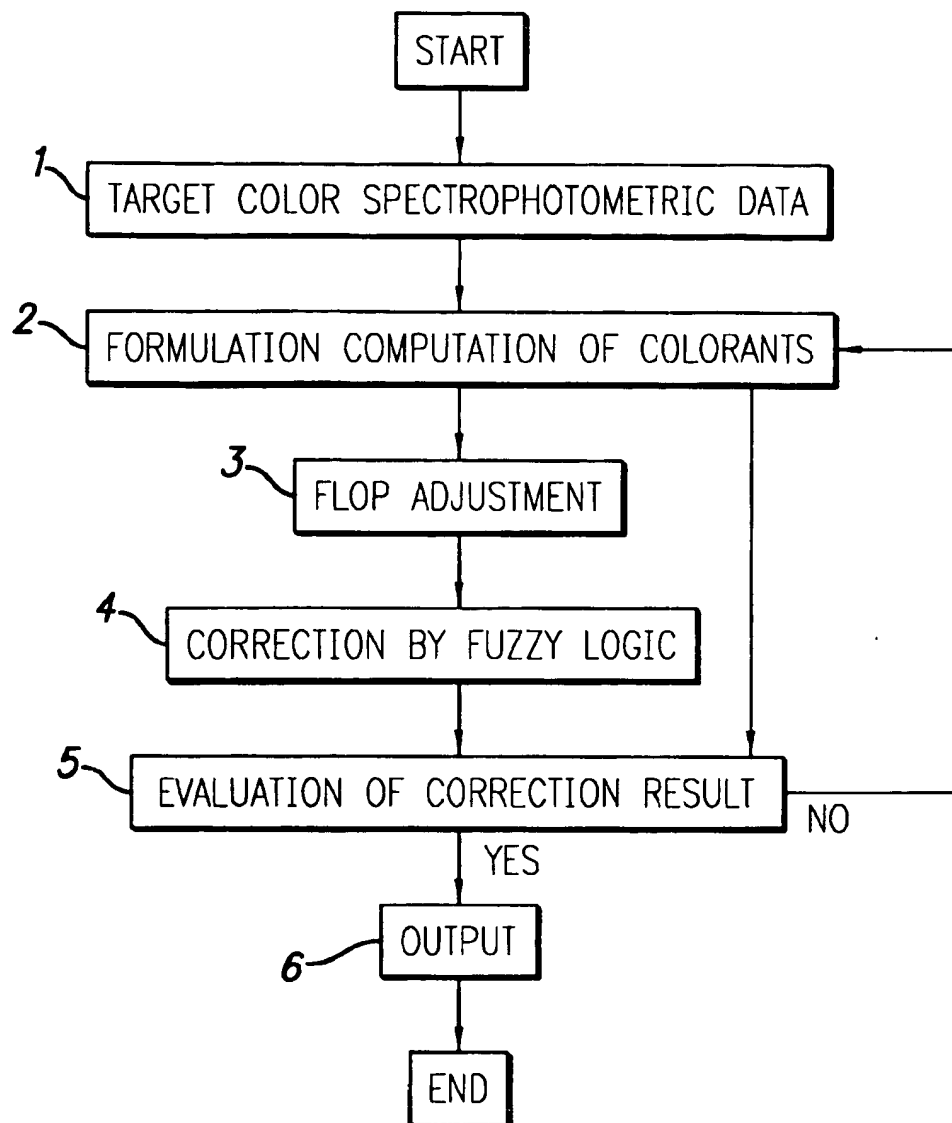 START
1
TARGET COLOR SPECTROPHOTOMETRIC DATA
2
FORMULATION COMPUTATION OF COLORANTS
3
FLOP ADJUSTMENT
4
CORRECTION BY FUZZY LOGIC
5
EVALUATION OF CORRECTION RESULT
NO
YES
OUTPUT
6
END